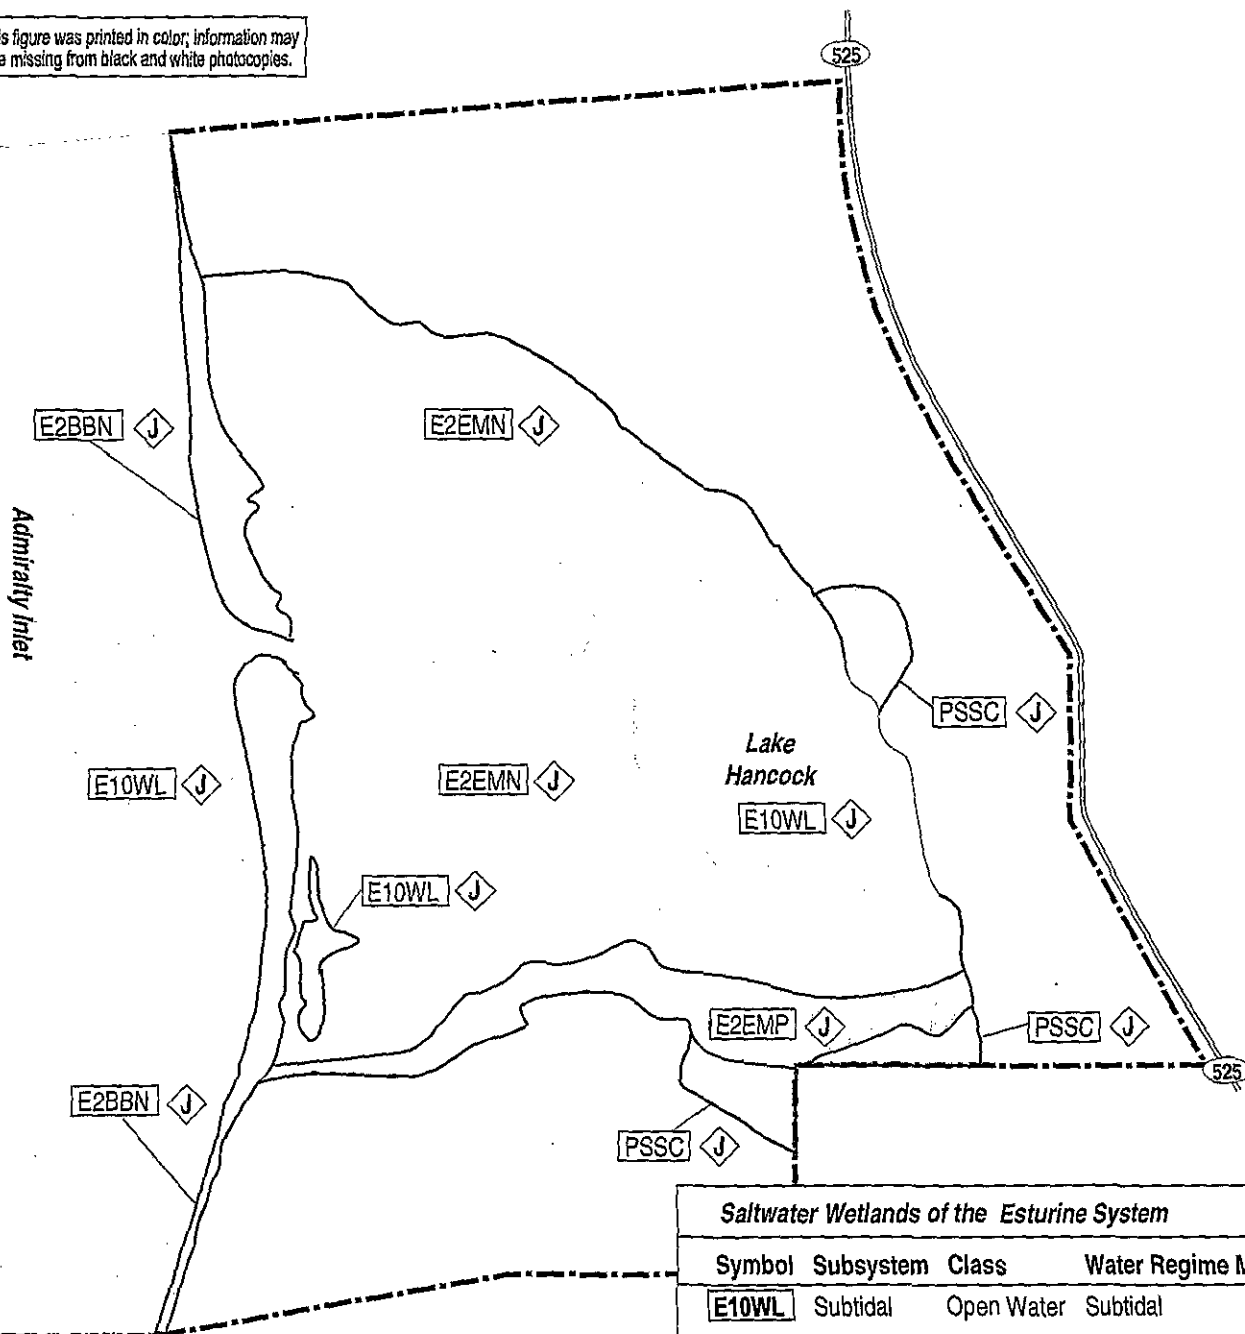 is figure was printed in color; information may
e missing from black and white photocopies.
525
E2BBN J
E2EMN J
Admiralty Inlet
PSSC J
Lake
Hancock
E10WL J
E2EMN J
E10WL J
E10WL J
E2EMP J
PSSC J
525
E2BBN J
PSSC J
Saltwater Wetlands of the Esturine System
Symbol Subsystem Class Water Regime M
E10WL Subtidal Open Water Subtidal